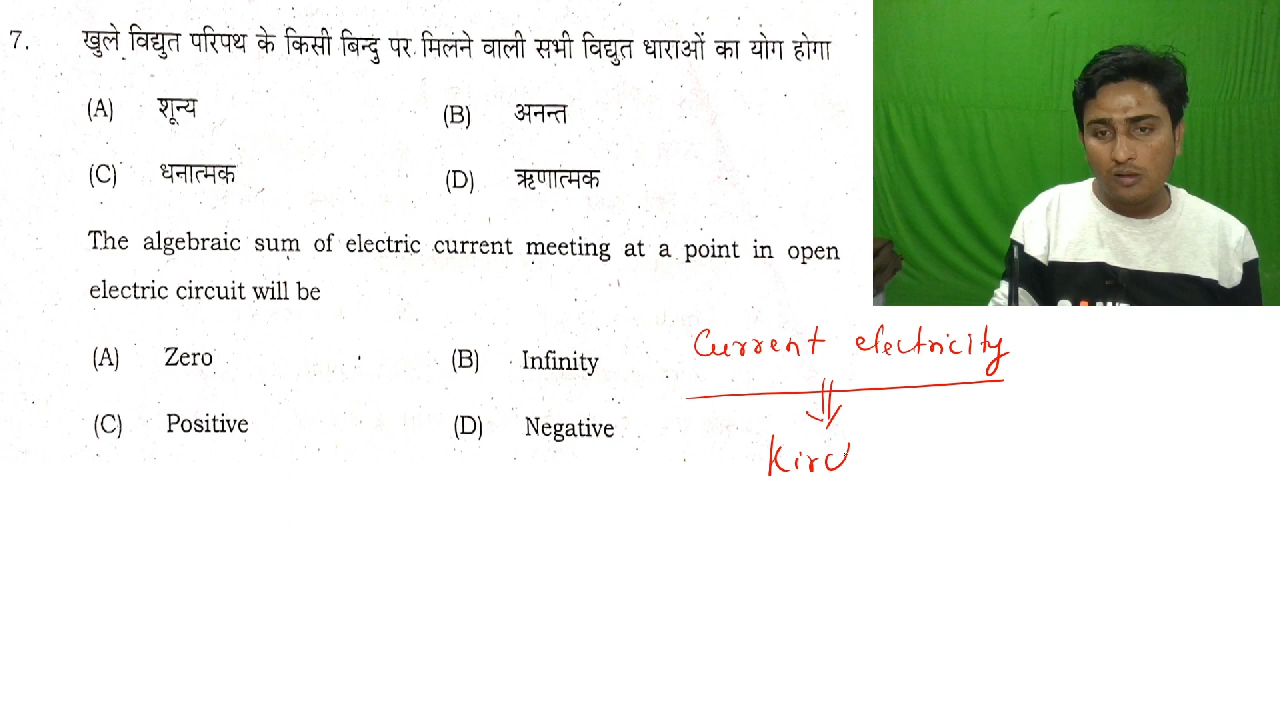 7. खुले विद्युत परिपथ के किसी बिन्दु पर मिलने वाली सभी विद्युत धाराओं का योग होगा
(A) शून्य (B) अनन्त
(C) धनात्मक (D) ऋणात्मक
The algebraic sum of electric current meeting at a point in open
electric circuit will be
(A) Zero (B) Infinity
(C) Positive (D) Negative
Current electricity
Kirc